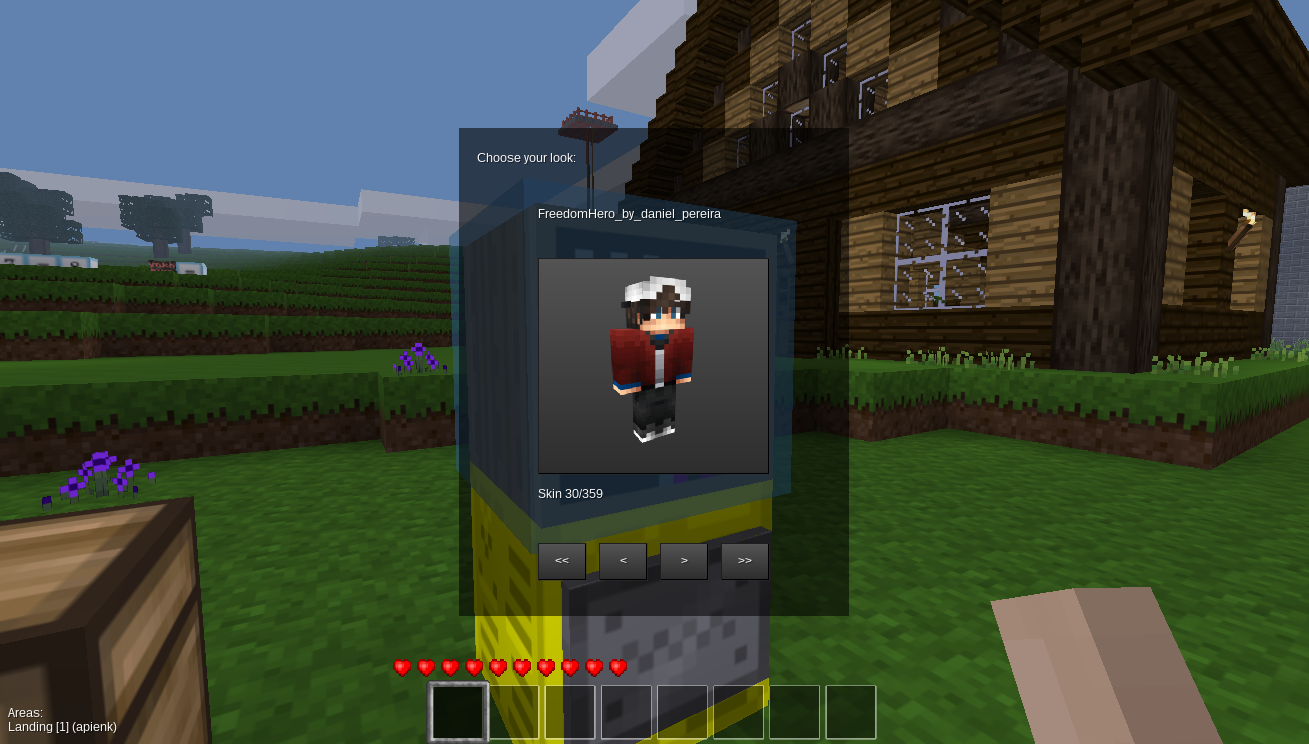 Choose your look:
FreedomHero_by_daniel_pereira
Skin 30/359
<< < > >>
Areas:
Landing [1] (apienk)